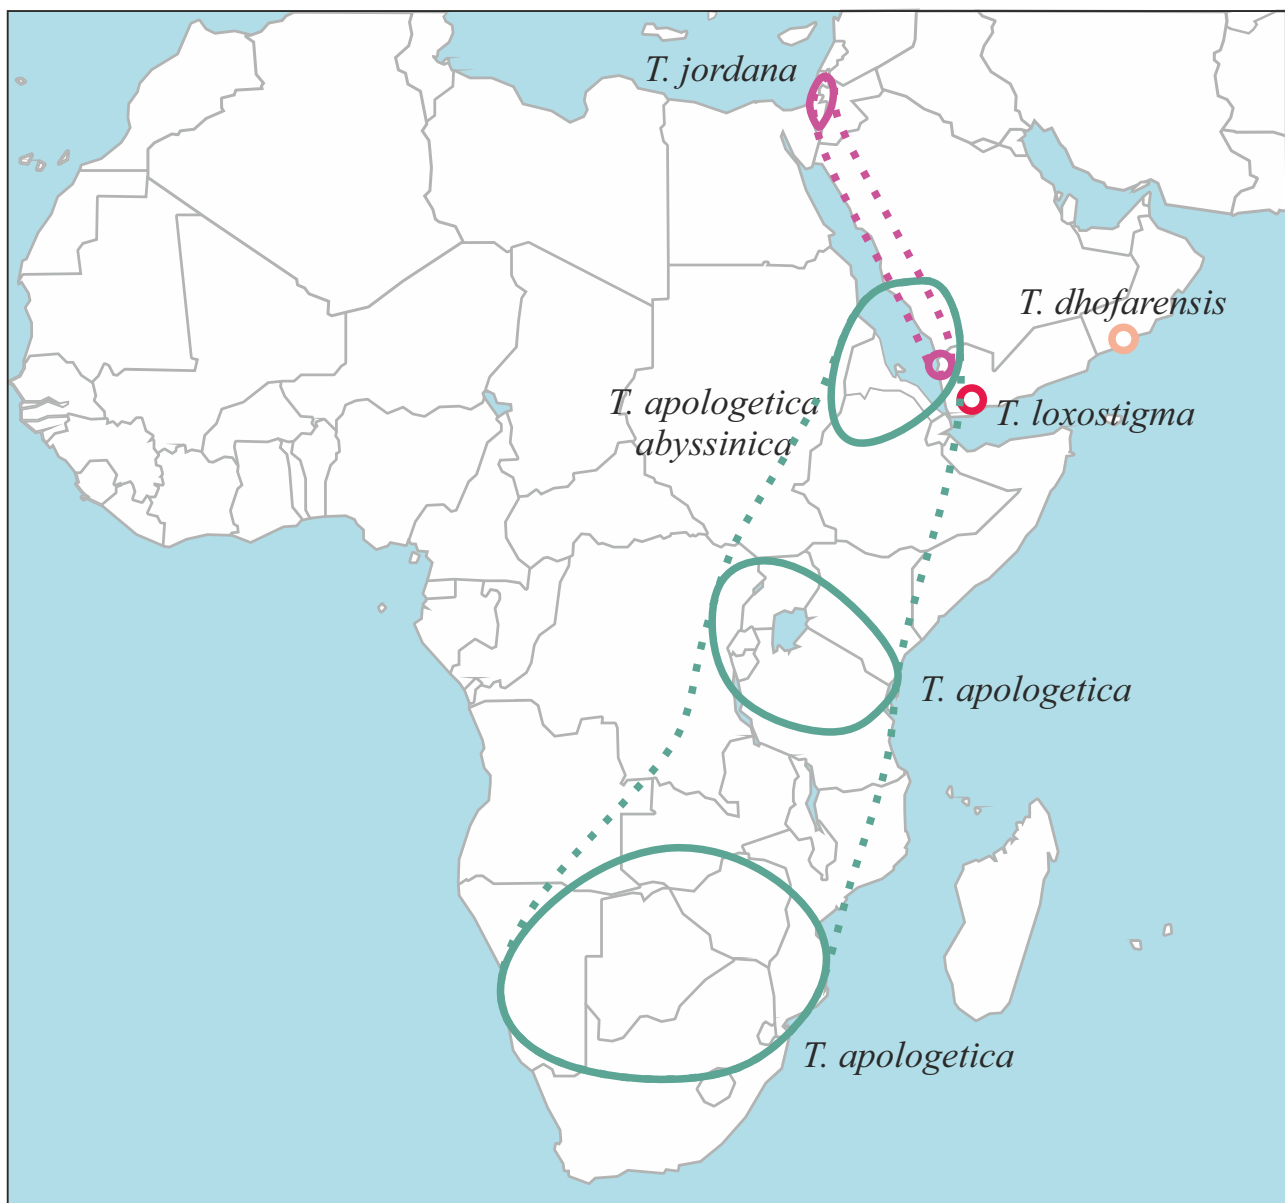 T. jordana
T. dhofarensis
T. apologetica
abyssinica
T. loxostigma
T. apologetica
T. apologetica